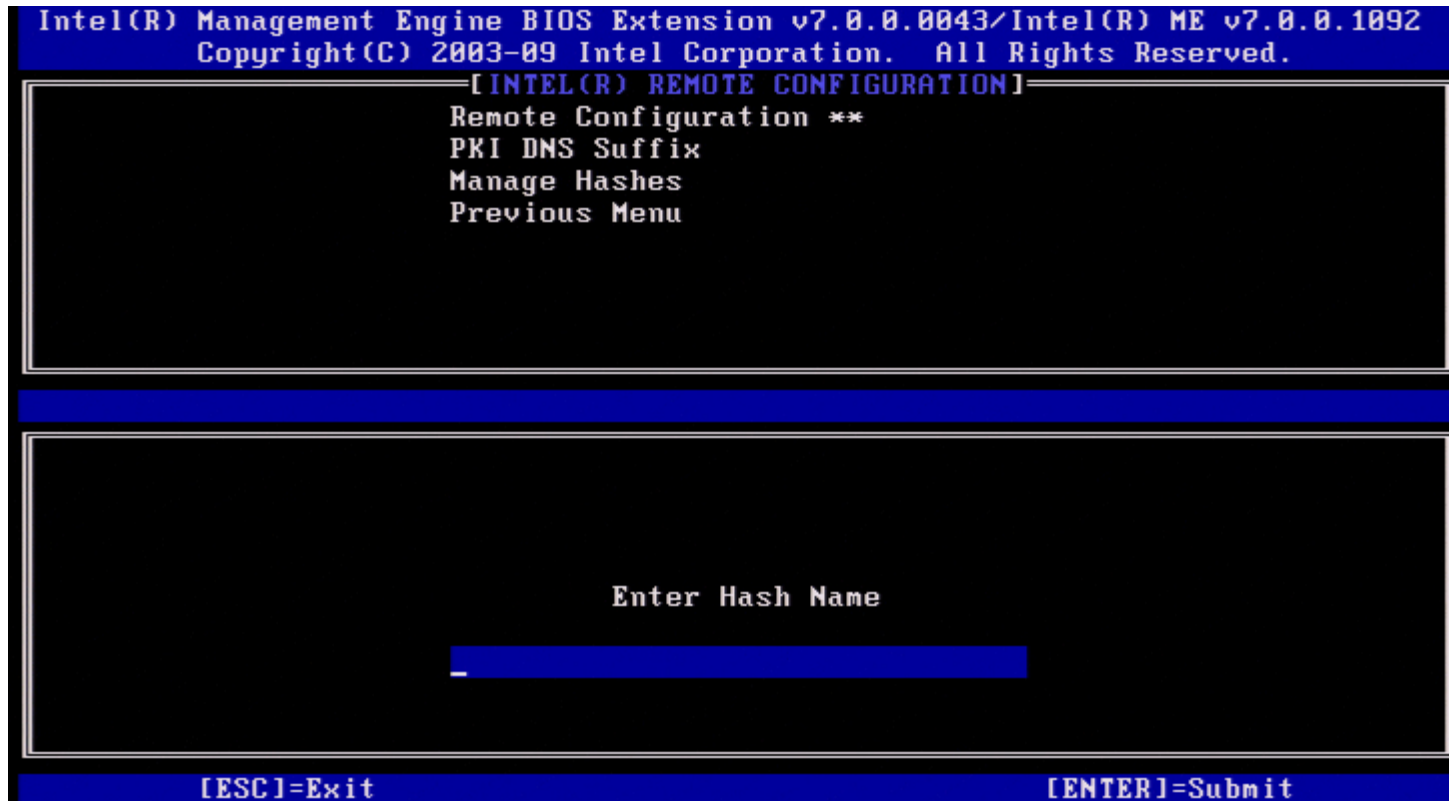 Intel(R) Management Engine BIOS Extension v7.0.0.0043/Intel(R) ME v7.0.0.1092
Copyright(C) 2003-09 Intel Corporation. All Rights Reserved.
[INTEL(R) REMOTE CONFIGURATION]
Remote Configuration **
PKI DNS Suffix
Manage Hashes
Previous Menu
Enter Hash Name
_
[ESC]=Exit [ENTER]=Submit